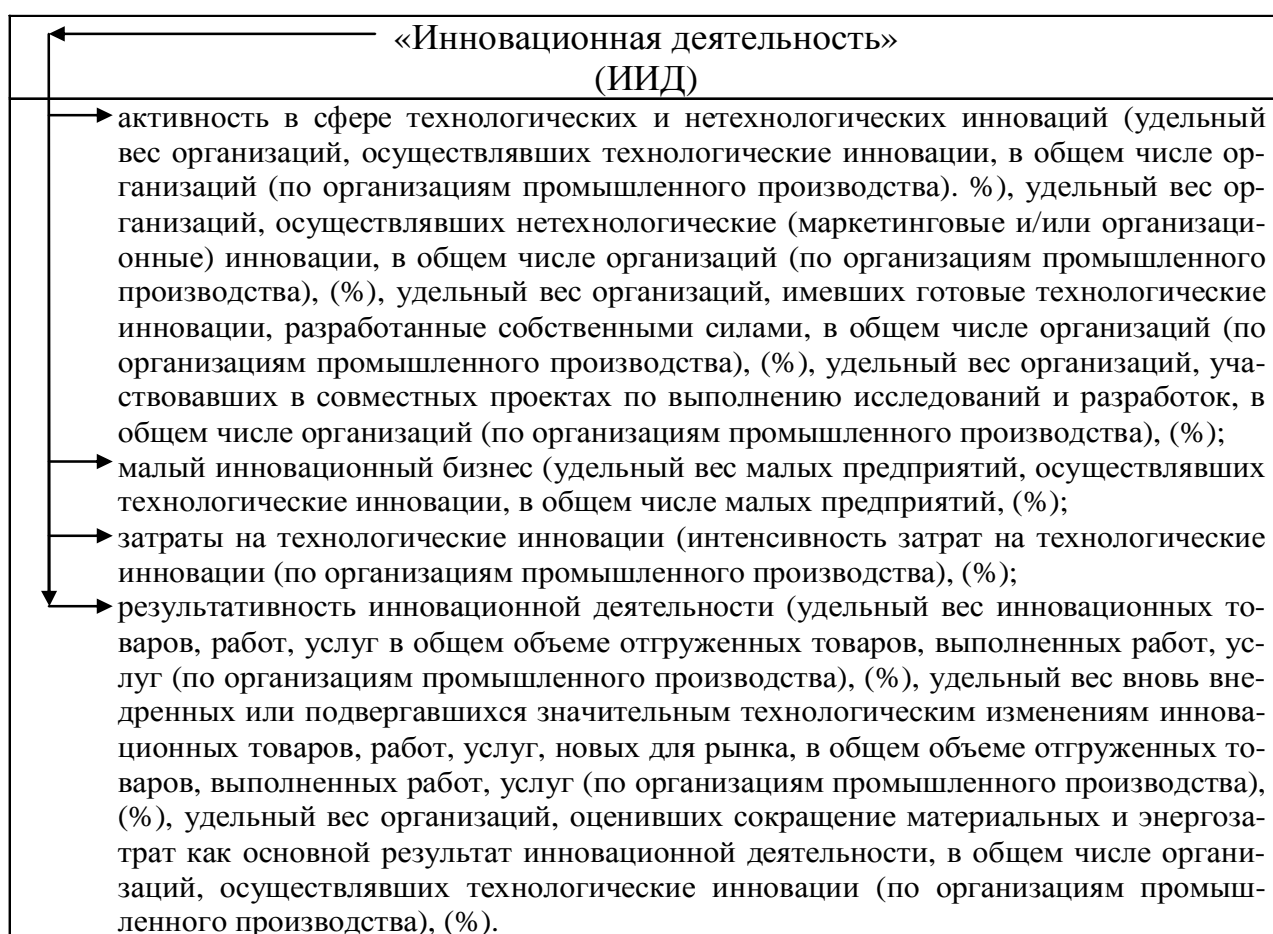 «Инновационная деятельность»
(ИИД)
активность в сфере технологических и нетехнологических инноваций (удельный
вес организаций, осуществлявших технологические инновации, в общем числе ор-
ганизаций (по организациям промышленного производства). %), удельный вес ор-
ганизаций, осуществлявших нетехнологические (маркетинговые и/или организаци-
онные) инновации, в общем числе организаций (по организациям промышленного
производства), (%), удельный вес организаций, имевших готовые технологические
инновации, разработанные собственными силами, в общем числе организаций (по
организациям промышленного производства), (%), удельный вес организаций, уча-
ствовавших в совместных проектах по выполнению исследований и разработок, в
общем числе организаций (по организациям промышленного производства), (%);
малый инновационный бизнес (удельный вес малых предприятий, осуществлявших
технологические инновации, в общем числе малых предприятий, (%);
затраты на технологические инновации (интенсивность затрат на технологические
инновации (по организациям промышленного производства), (%);
результативность инновационной деятельности (удельный вес инновационных то-
варов, работ, услуг в общем объеме отгруженных товаров, выполненных работ, ус-
луг (по организациям промышленного производства), (%), удельный вес вновь вне-
дренных или подвергавшихся значительным технологическим изменениям иннова-
ционных товаров, работ, услуг, новых для рынка, в общем объеме отгруженных то-
варов, выполненных работ, услуг (по организациям промышленного производства),
(%), удельный вес организаций, оценивших сокращение материальных и энергоза-
трат как основной результат инновационной деятельности, в общем числе органи-
заций, осуществлявших технологические инновации (по организациям промыш-
ленного производства), (%).